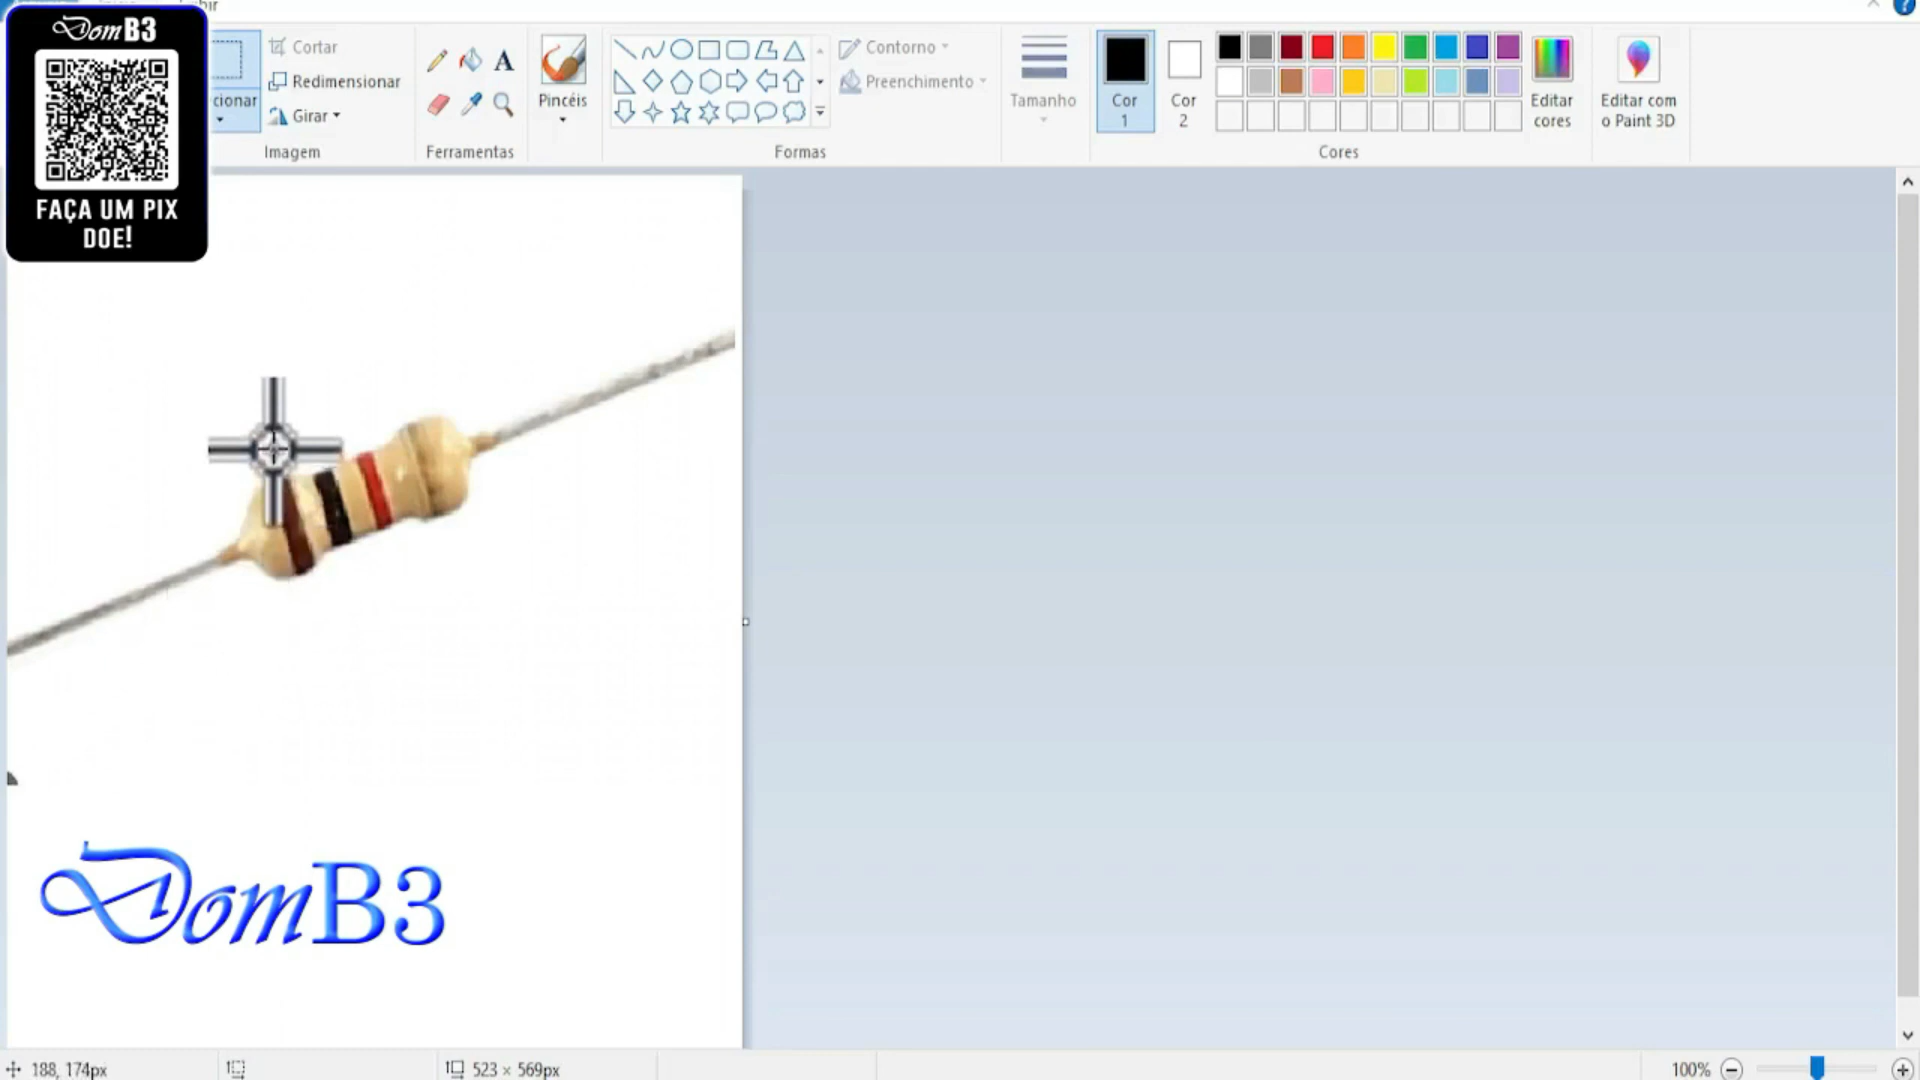 DomB3
FAÇA UM PIX
DOE!
Cortar
Redimensionar
Girar
cionar
Imagem
Ferramentas
Pincéis
Formas
Contorno
Preenchimento
Tamanho
Cor
1
Cor
2
Cores
Editar
cores
Editar com
o Paint 3D
DomB3
188, 174px
523 × 569px
100%